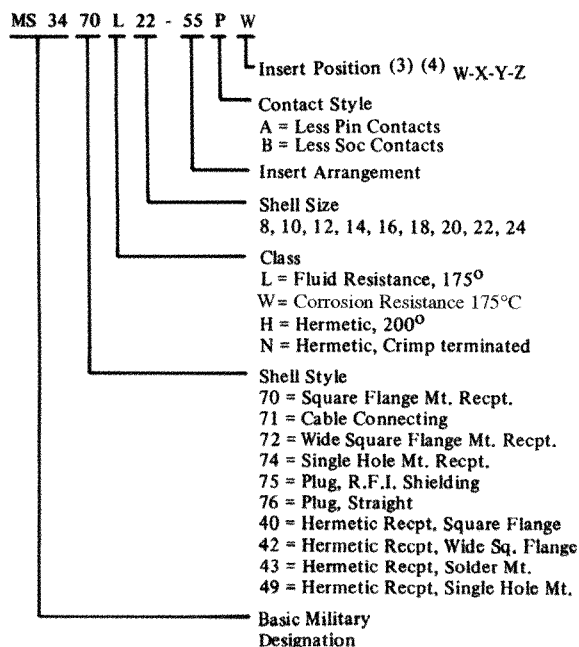 MS 34 70 L 22 - 55 P W
Insert Position (3) (4) W-X-Y-Z
Contact Style
A = Less Pin Contacts
B = Less Soc Contacts
Insert Arrangement
Shell Size
8, 10, 12, 14, 16, 18, 20, 22, 24
Class
L = Fluid Resistance, 175º
W= Corrosion Resistance 175°C
H = Hermetic, 200º
N = Hermetic, Crimp terminated
Shell Style
70 = Square Flange Mt. Recpt.
71 = Cable Connecting
72 = Wide Square Flange Mt. Recpt.
74 = Single Hole Mt. Recpt.
75 = Plug, R.F.I. Shielding
76 = Plug, Straight
40 = Hermetic Recpt, Square Flange
42 = Hermetic Recpt, Wide Sq. Flange
43 = Hermetic Recpt, Solder Mt.
49 = Hermetic Recpt, Single Hole Mt.
Basic Military
Designation